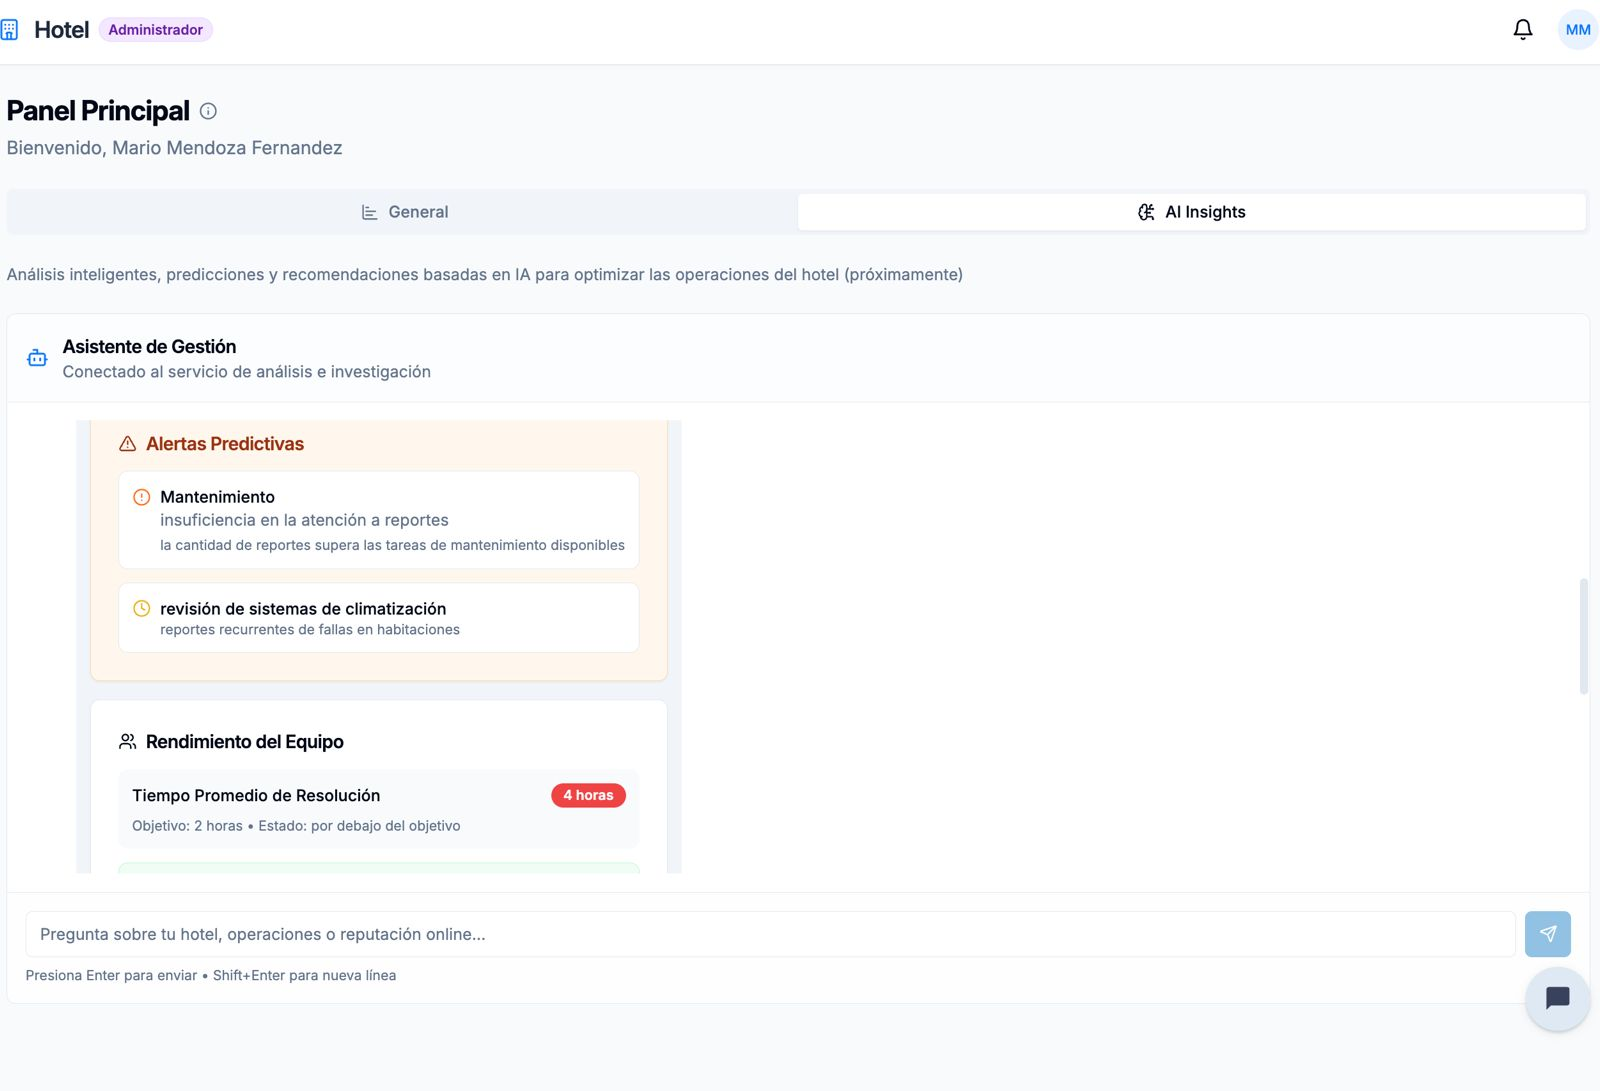 Hotel Administrador
MM
Panel Principal
Bienvenido, Mario Mendoza Fernandez
General
AI Insights
Análisis inteligentes, predicciones y recomendaciones basadas en IA para optimizar las operaciones del hotel (próximamente)
Asistente de Gestión
Conectado al servicio de análisis e investigación
Alertas Predictivas
Mantenimiento
insuficiencia en la atención a reportes
la cantidad de reportes supera las tareas de mantenimiento disponibles
revisión de sistemas de climatización
reportes recurrentes de fallas en habitaciones
Rendimiento del Equipo
Tiempo Promedio de Resolución 4 horas
Objetivo: 2 horas • Estado: por debajo del objetivo
Pregunta sobre tu hotel, operaciones o reputación online...
Presiona Enter para enviar • Shift+Enter para nueva línea